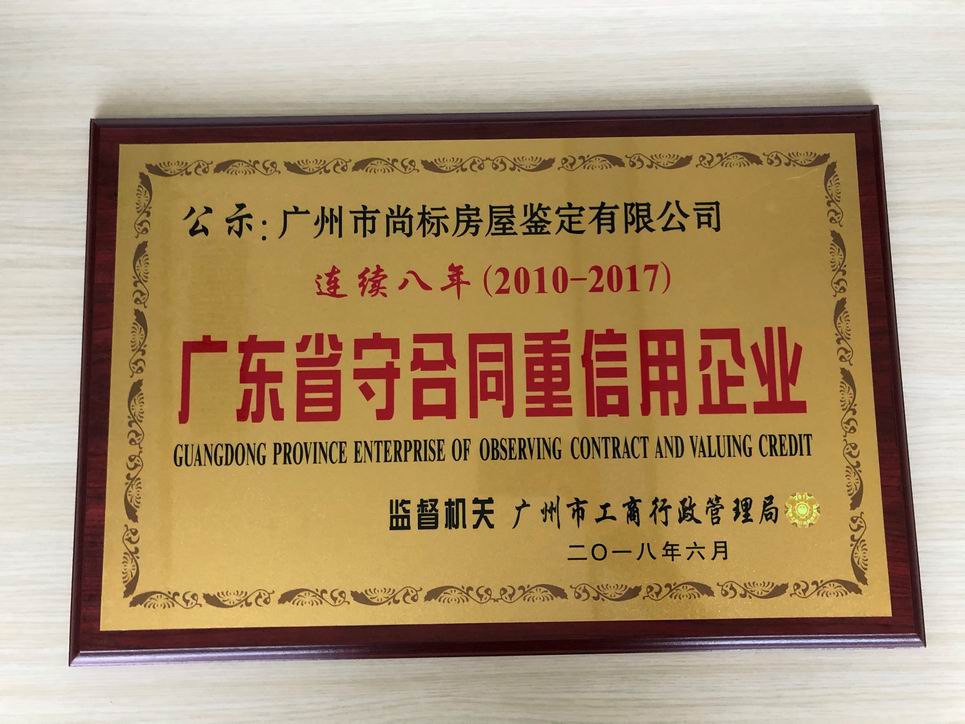 公示:广州市尚标房屋鉴定有限公司
连续八年(2010-2017)
广东省守合同重信用企业
GUANGDONG PROVINCE ENTERPRISE OF OBSERVING CONTRACT AND VALUING CREDIT
监督机关 广州市工商行政管理局
二〇一八年六月